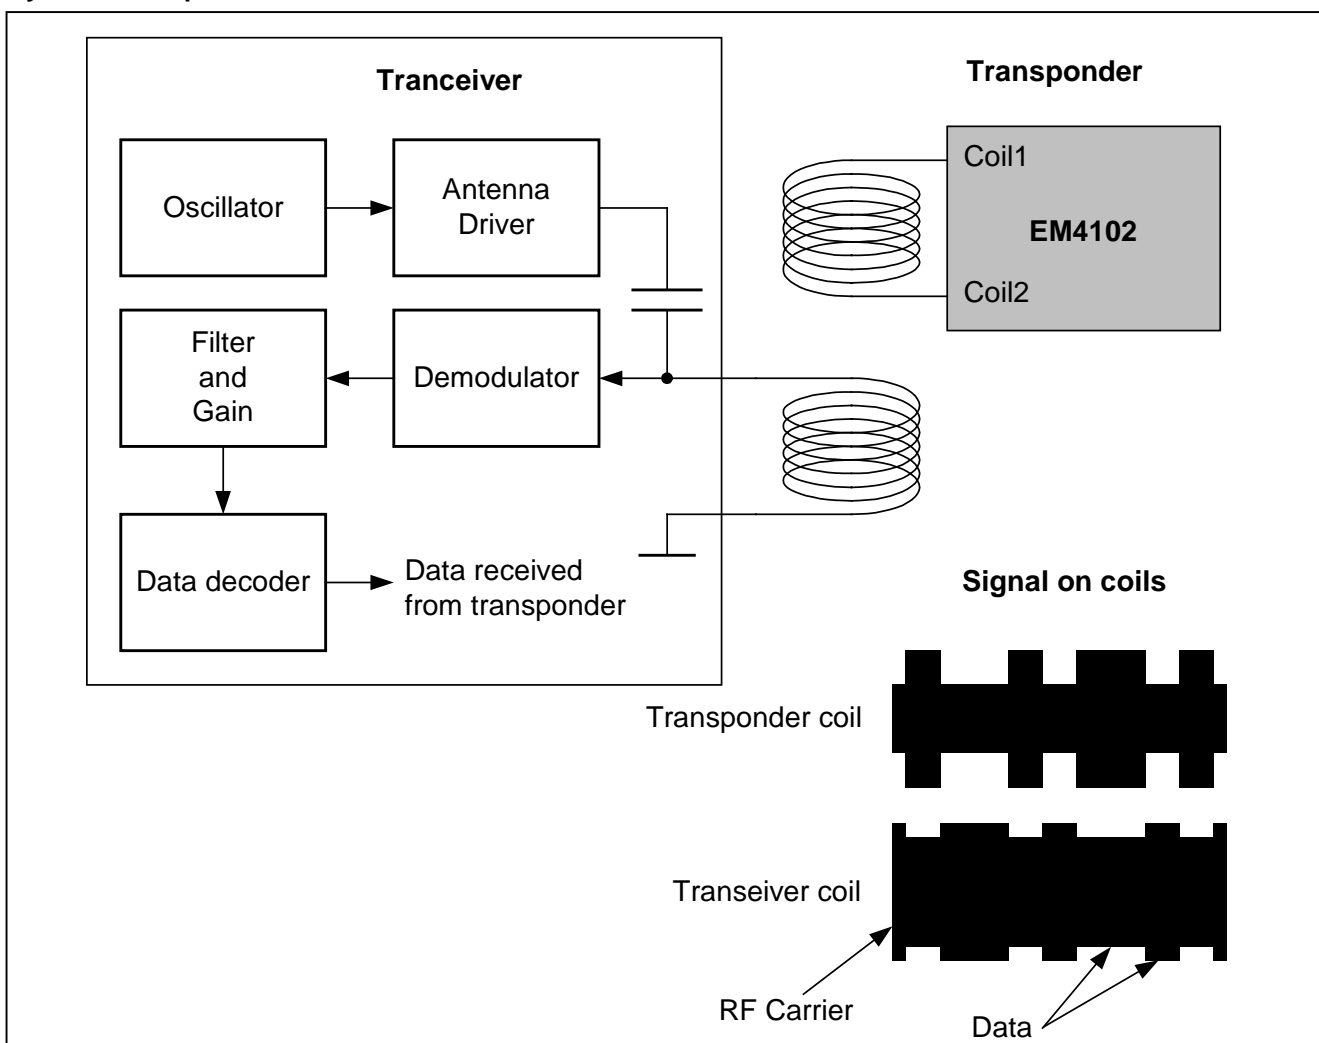 Tranceiver
Transponder
Oscillator
Antenna
Driver
Coil1
EM4102
Coil2
Filter
and
Gain
Demodulator
Data decoder
Data received
from transponder
Signal on coils
Transponder coil
Transeiver coil
RF Carrier
Data